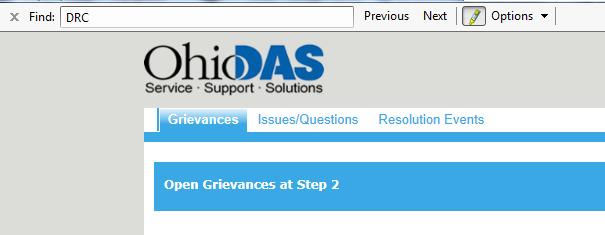 x Find: DRC Previous Next Options
OhioDAS
Service · Support · Solutions
Grievances Issues/Questions Resolution Events
Open Grievances at Step 2